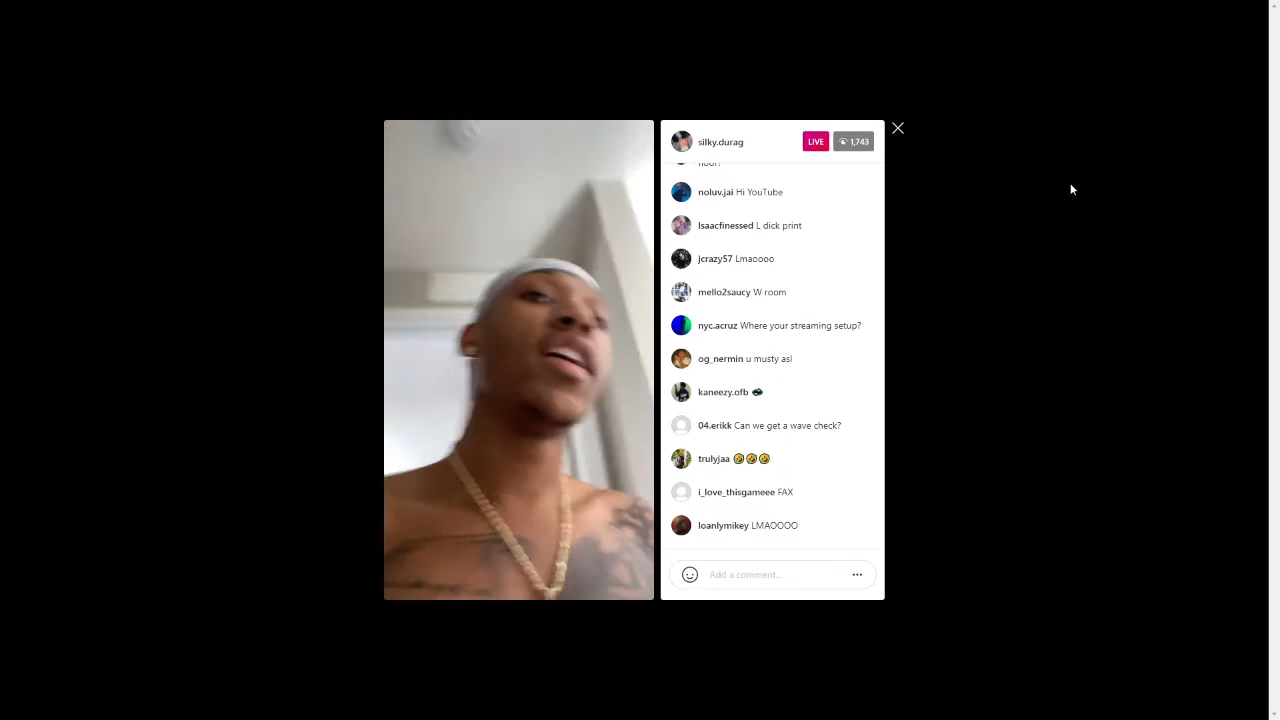 silky.durag LIVE 1,743
noluv.jai Hi YouTube
Isaacfinessed L dick print
jcrazy57 Lmaoooo
mello2saucy W room
nyc.acruz Where your streaming setup?
og_nermin u musty asl
kaneezy.ofb
04.erikk Can we get a wave check?
trulyjaa 🤣🤣🤣
i_love_thisgameee FAX
loanlymikey LMAOOOO
Add a comment...